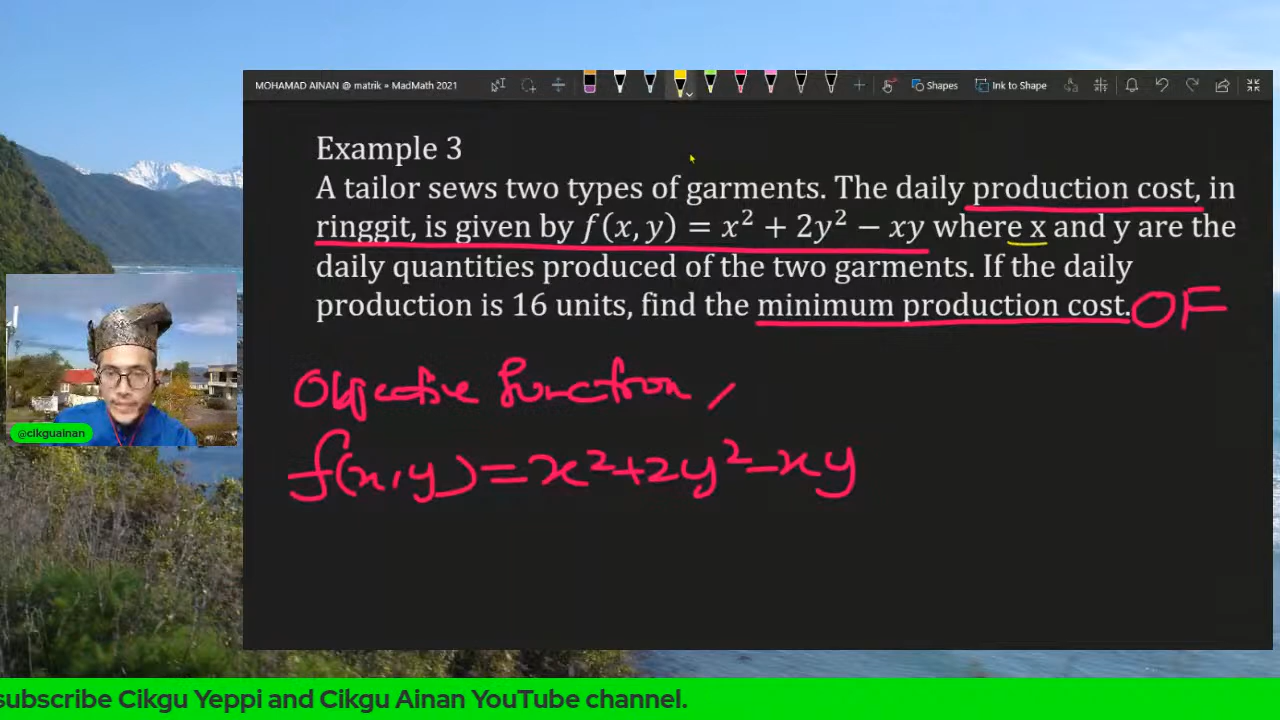 MOHAMAD AINAN @ matrik » MadMath 2021
Shapes
Ink to Shape
Example 3
A tailor sews two types of garments. The daily production cost, in
ringgit, is given by f(x, y) = x² + 2y² − xy where x and y are the
daily quantities produced of the two garments. If the daily
production is 16 units, find the minimum production cost. OF
Objective function,
f(x,y) = x²+2y²-xy
@cikguainan
subscribe Cikgu Yeppi and Cikgu Ainan YouTube channel.